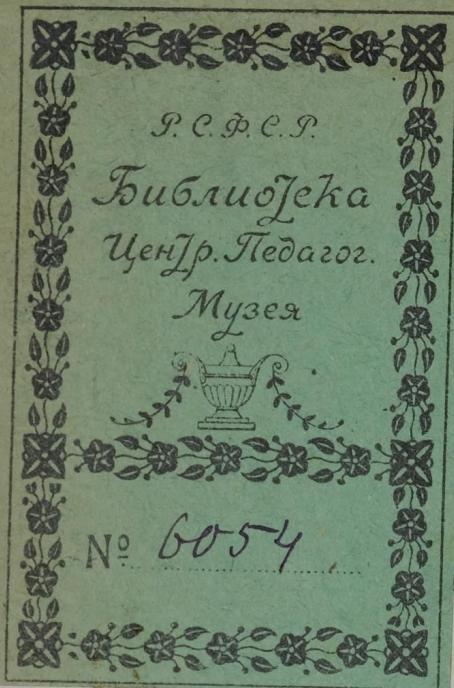 Р. С. Ф. С. Р.
Библиотека
Центр. Педагог.
Музея
№ 6054